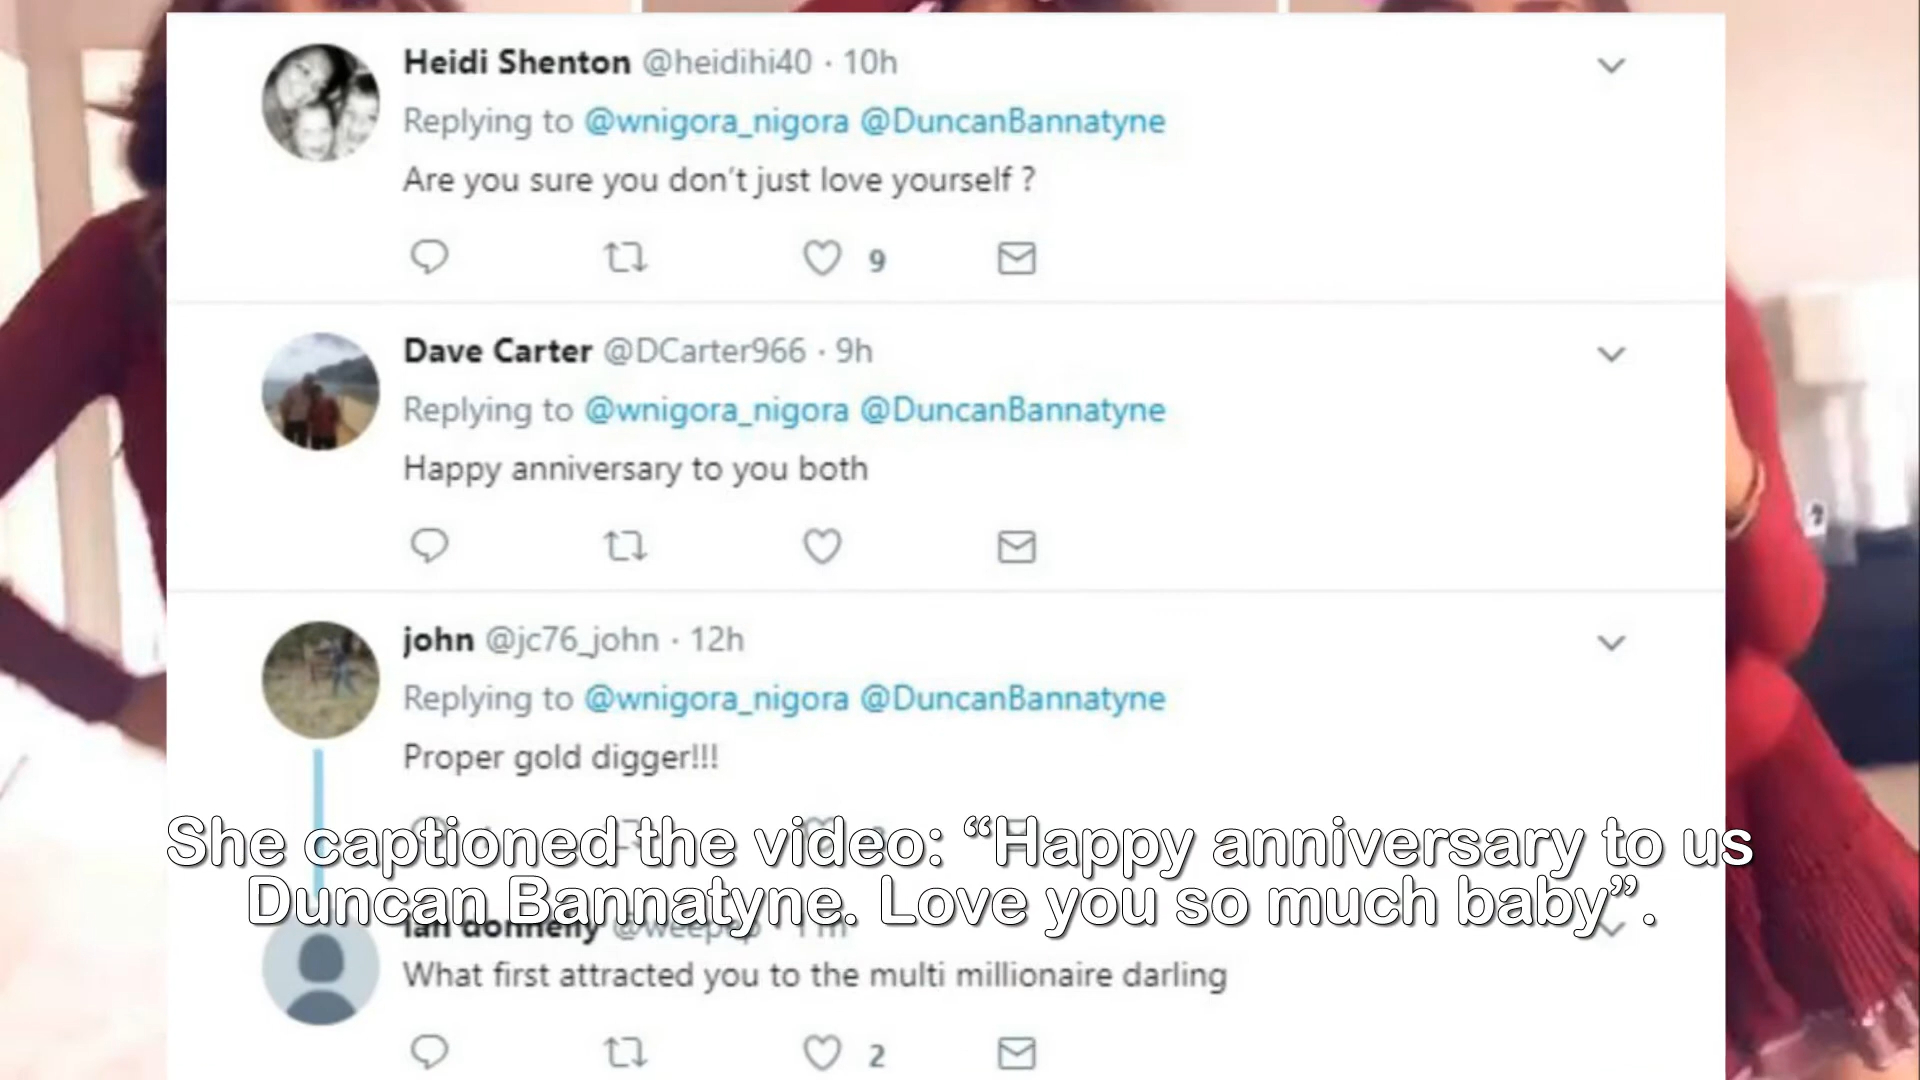 Heidi Shenton @heidihi40 · 10h
Replying to @wnigora_nigora @DuncanBannatyne
Are you sure you don't just love yourself ?
9
Dave Carter @DCarter966 · 9h
Replying to @wnigora_nigora @DuncanBannatyne
Happy anniversary to you both
john @jc76_john · 12h
Replying to @wnigora_nigora @DuncanBannatyne
Proper gold digger!!!
She captioned the video: “Happy anniversary to us
Duncan Bannatyne. Love you so much baby”.
Ian donnelly
What first attracted you to the multi millionaire darling
2